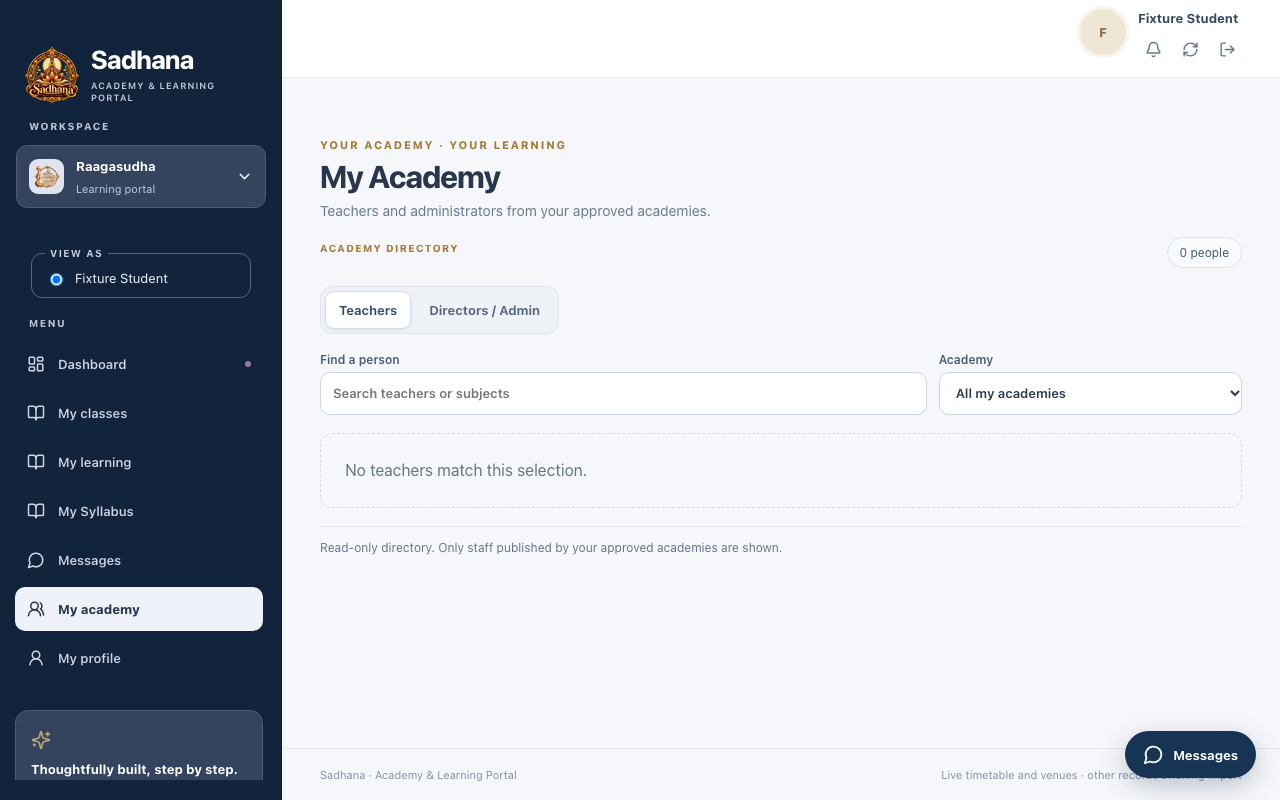 Sadhana
ACADEMY & LEARNING
PORTAL
Sadhana
WORKSPACE
Raagasudha
Learning portal
VIEW AS
Fixture Student
MENU
Dashboard
My classes
My learning
My Syllabus
Messages
My academy
My profile
Thoughtfully built, step by step.
F
Fixture Student
YOUR ACADEMY · YOUR LEARNING
My Academy
Teachers and administrators from your approved academies.
ACADEMY DIRECTORY
0 people
Teachers
Directors / Admin
Find a person
Academy
Search teachers or subjects
All my academies
No teachers match this selection.
Read-only directory. Only staff published by your approved academies are shown.
Sadhana · Academy & Learning Portal
Live timetable and venues · other
Messages